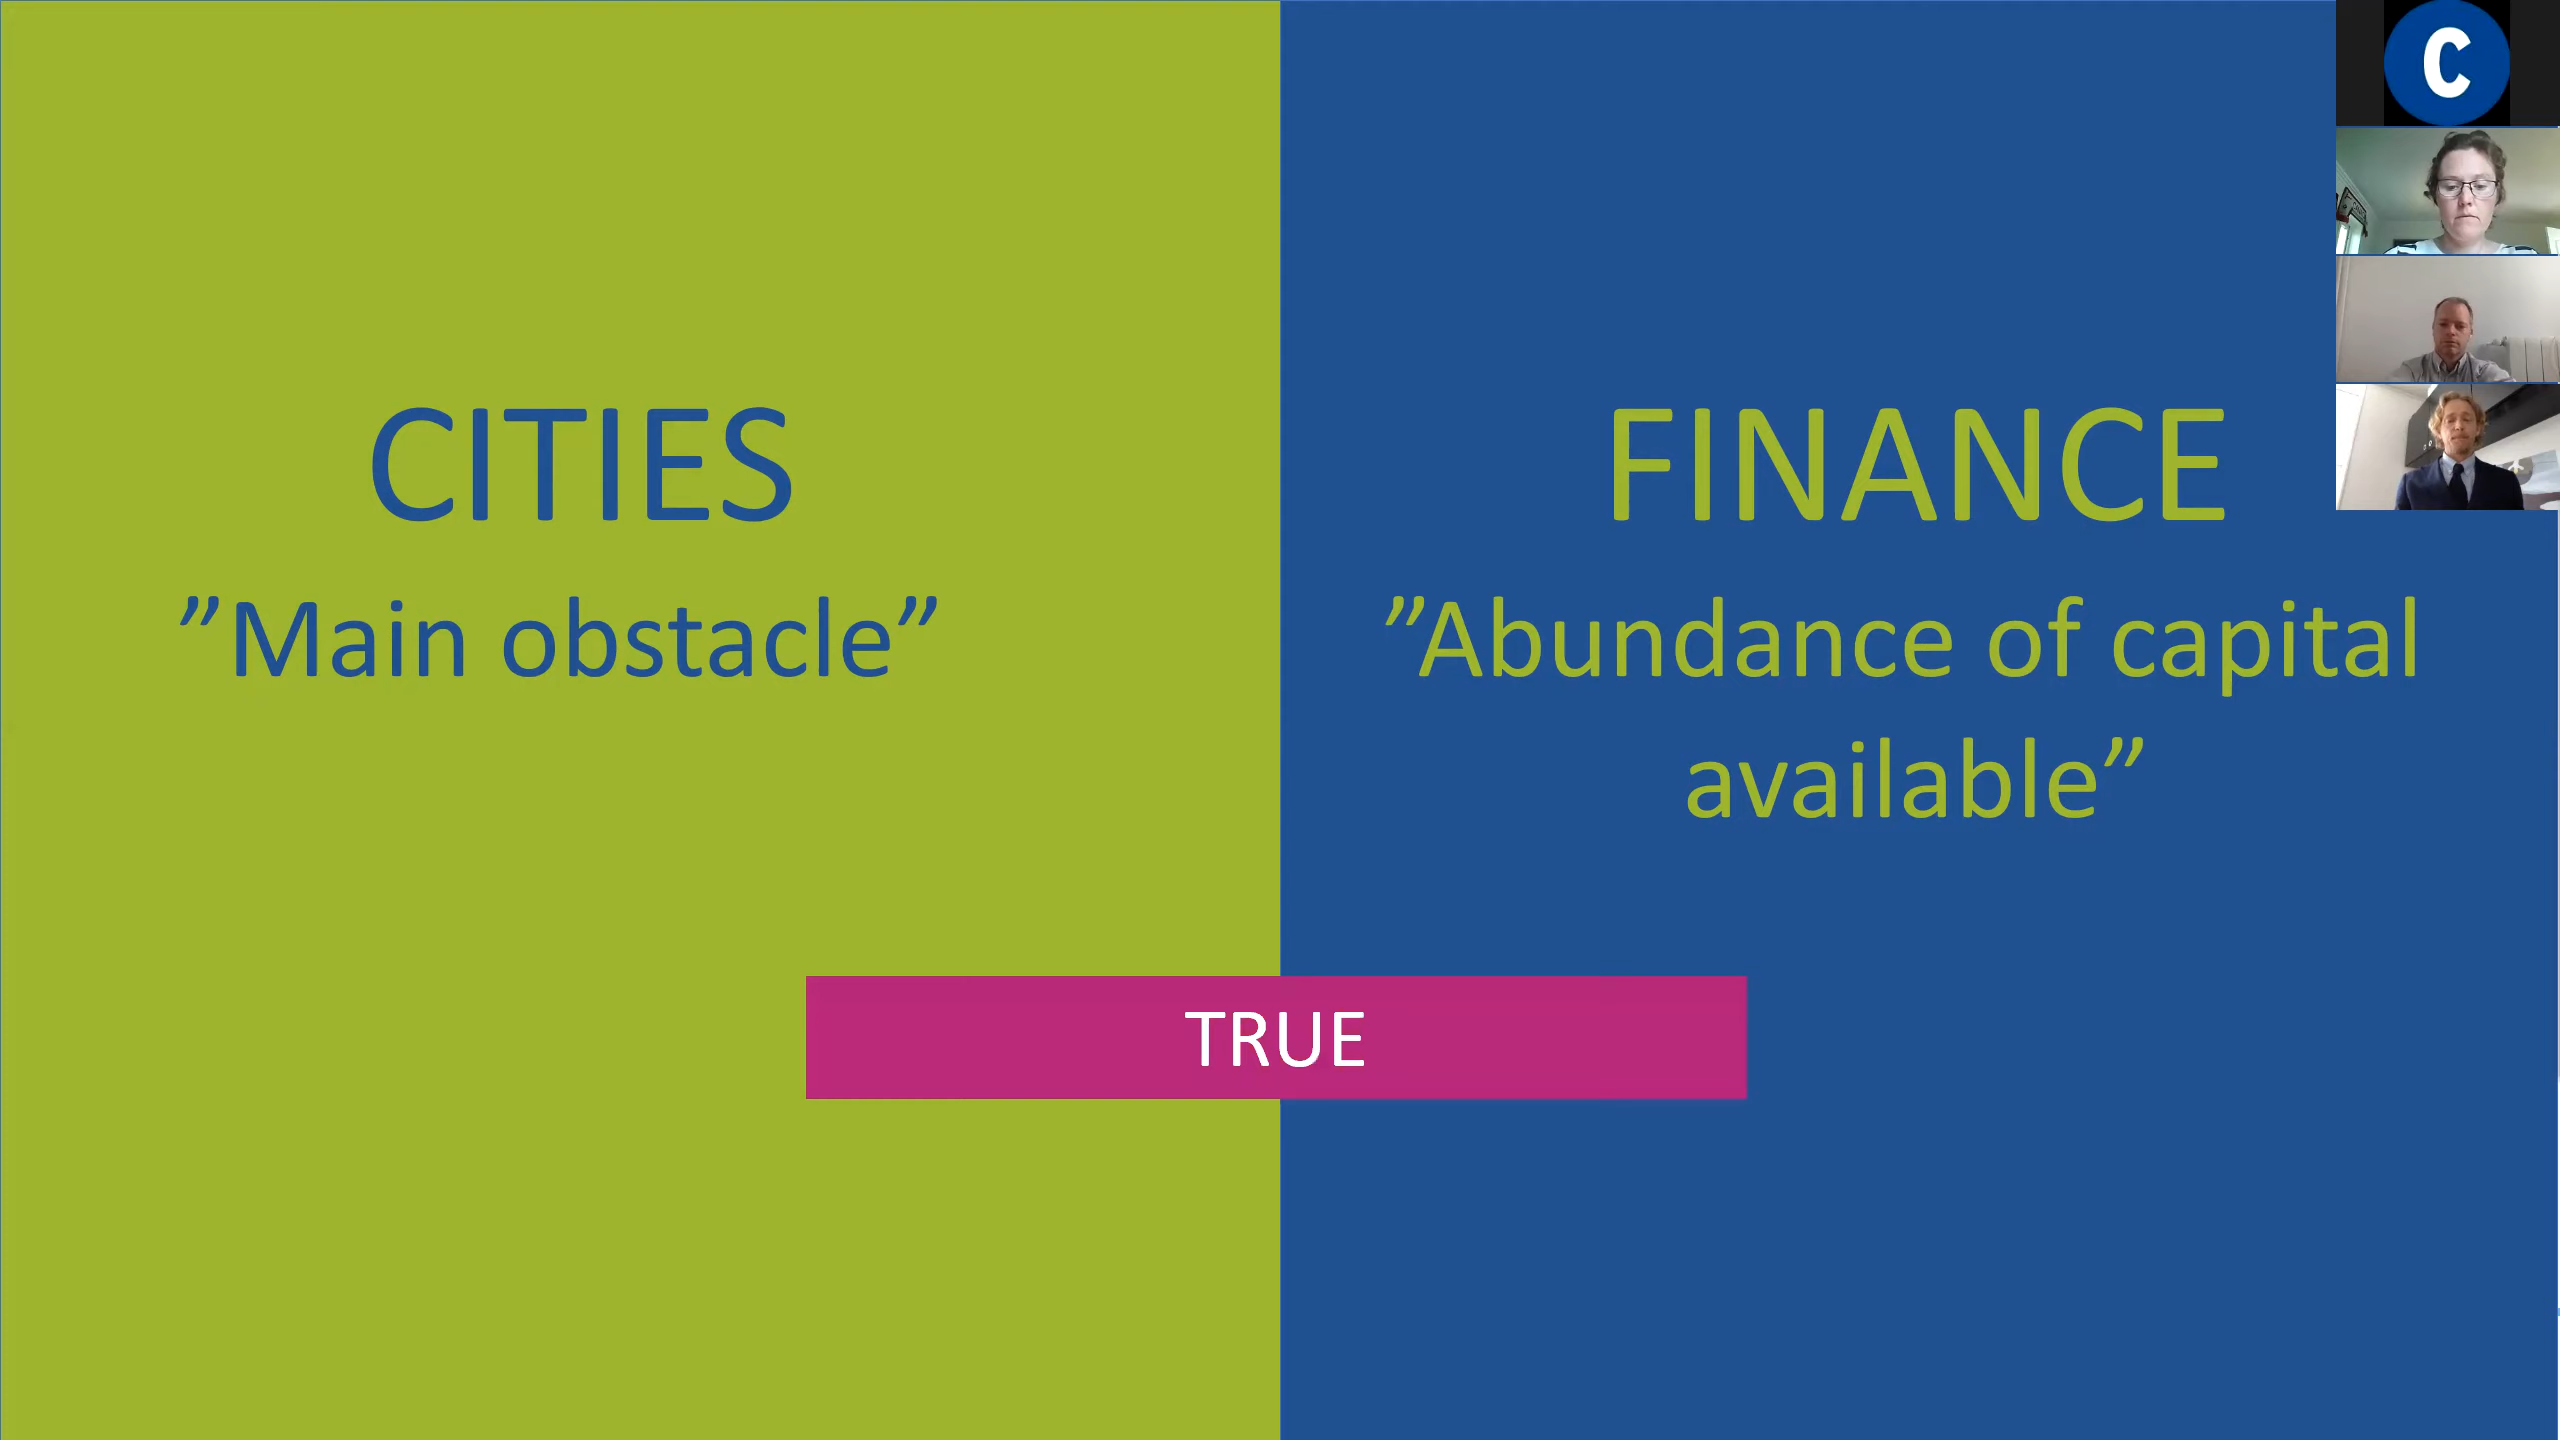 CITIES
”Main obstacle”
FINANCE
”Abundance of capital
available”
TRUE
C